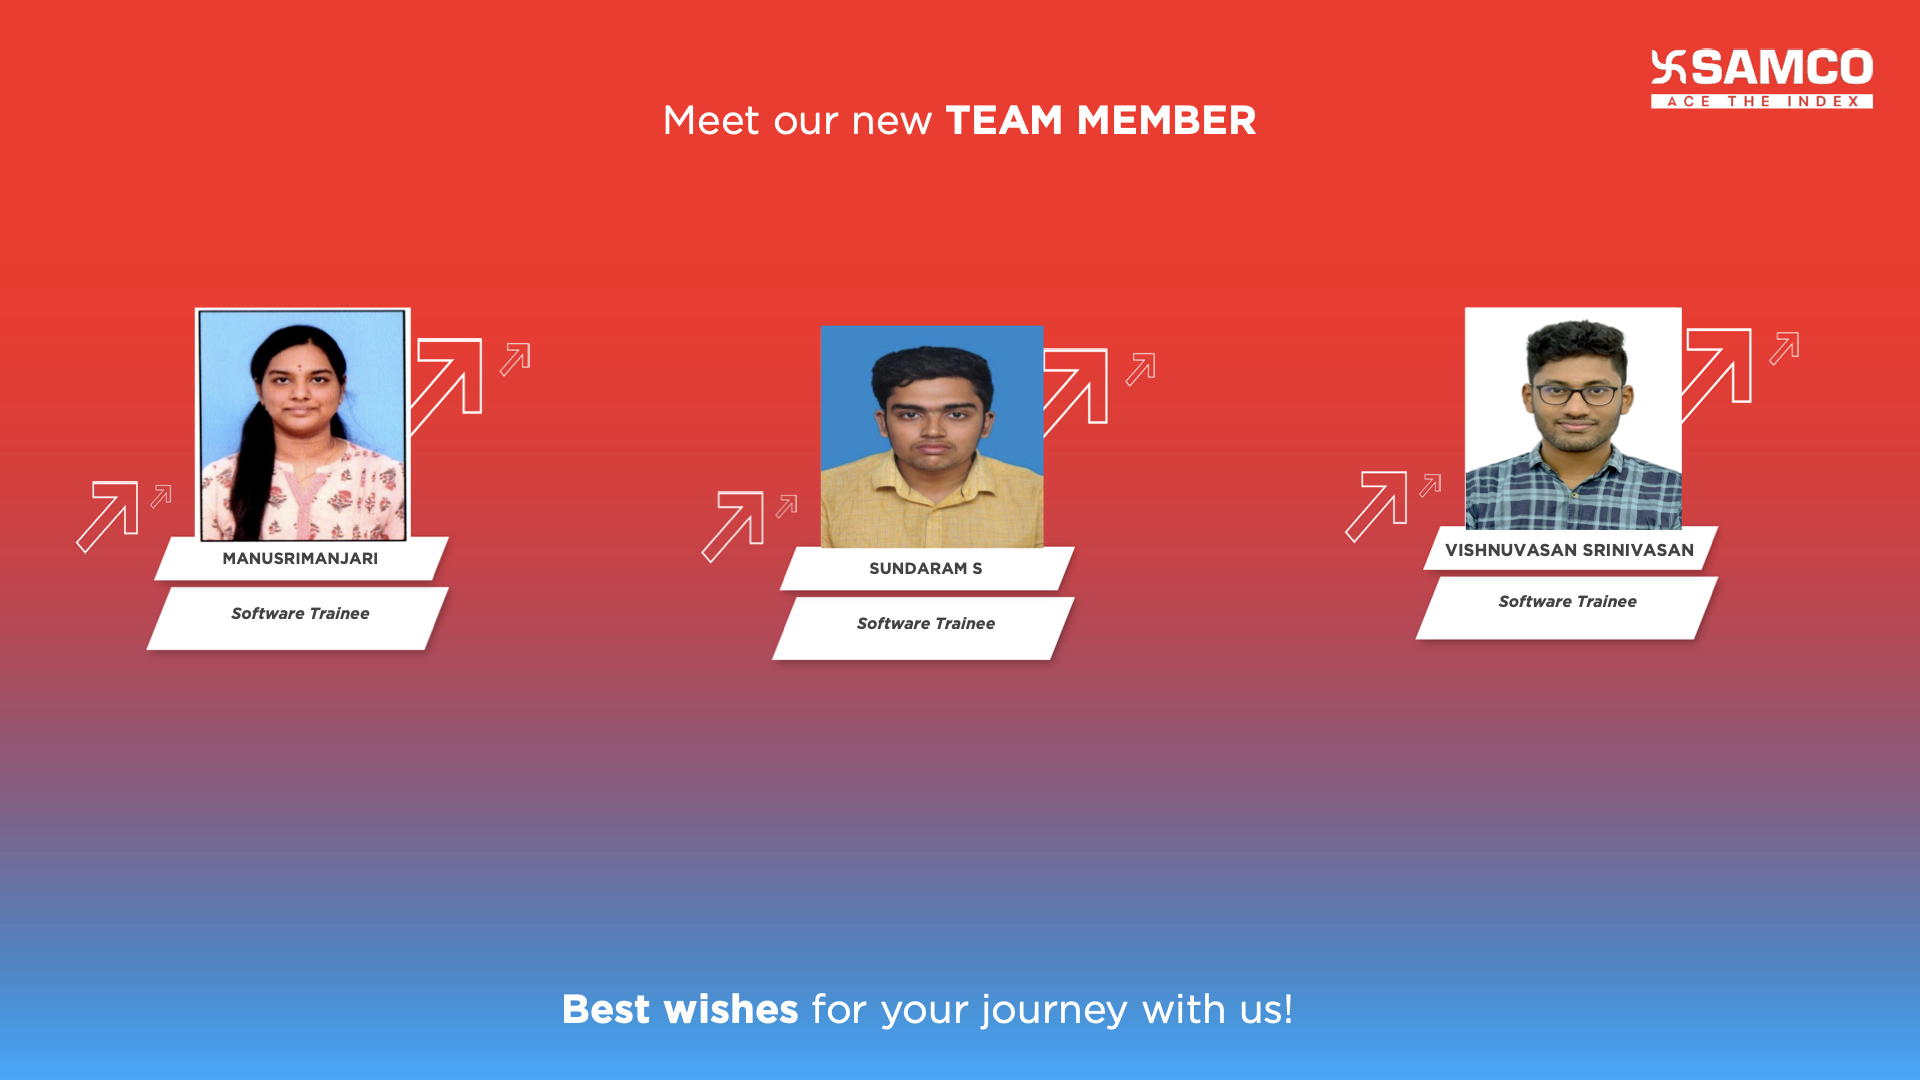 SAMCO
ACE THE INDEX
Meet our new TEAM MEMBER
MANUSRIMANJARI
Software Trainee
SUNDARAM S
Software Trainee
VISHNUVASAN SRINIVASAN
Software Trainee
Best wishes for your journey with us!